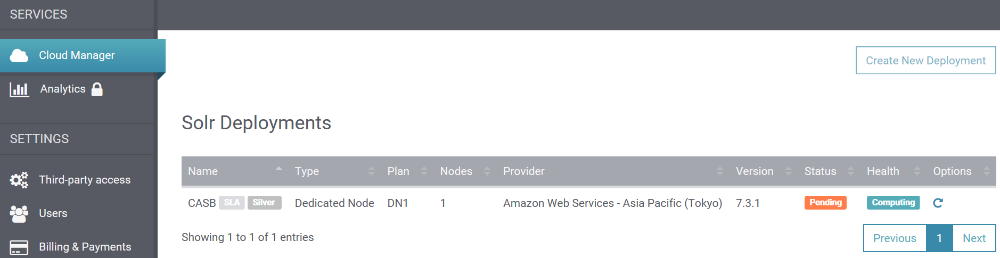 SERVICES
Cloud Manager
Analytics
SETTINGS
Third-party access
Users
Billing & Payments
Create New Deployment
Solr Deployments
Name Type Plan Nodes Provider Version Status Health Options
CASB SLA Silver Dedicated Node DN1 1 Amazon Web Services - Asia Pacific (Tokyo) 7.3.1 Pending Computing
Showing 1 to 1 of 1 entries
Previous 1 Next